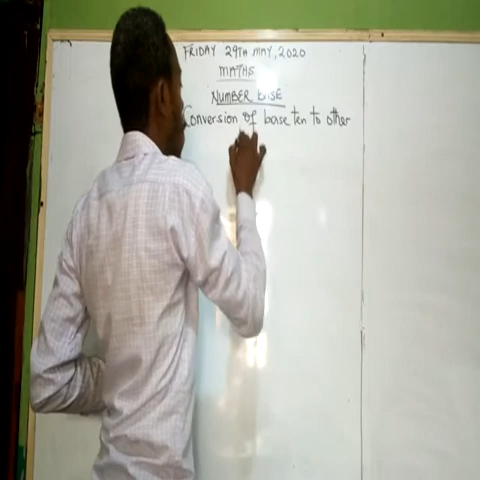 FRIDAY 29TH MAY, 2020
MATHS
NUMBER BASE
Conversion of base ten to other